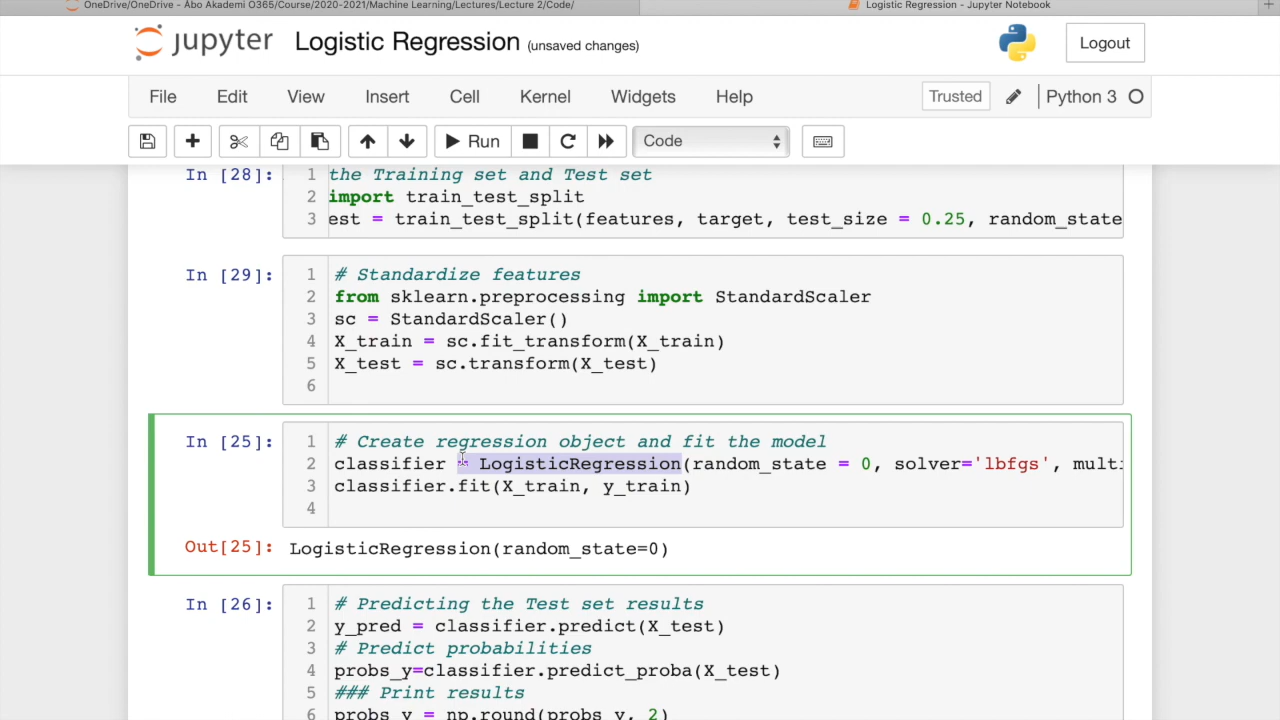 OneDrive/OneDrive - Åbo Akademi O365/Course/2020-2021/Machine Learning/Lectures/Lecture 2/Code/
Logistic Regression - Jupyter Notebook
jupyter Logistic Regression (unsaved changes)
Logout
File Edit View Insert Cell Kernel Widgets Help
Trusted Python 3
Run Code
In [28]:
1 the Training set and Test set
2 import train_test_split
3 est = train_test_split(features, target, test_size = 0.25, random_state
In [29]:
1 # Standardize features
2 from sklearn.preprocessing import StandardScaler
3 sc = StandardScaler()
4 X_train = sc.fit_transform(X_train)
5 X_test = sc.transform(X_test)
6
In [25]:
1 # Create regression object and fit the model
2 classifier = LogisticRegression(random_state = 0, solver='lbfgs', multi
3 classifier.fit(X_train, y_train)
4
Out[25]: LogisticRegression(random_state=0)
In [26]:
1 # Predicting the Test set results
2 y_pred = classifier.predict(X_test)
3 # Predict probabilities
4 probs_y=classifier.predict_proba(X_test)
5 ### Print results
6 probs_y = np.round(probs_y, 2)